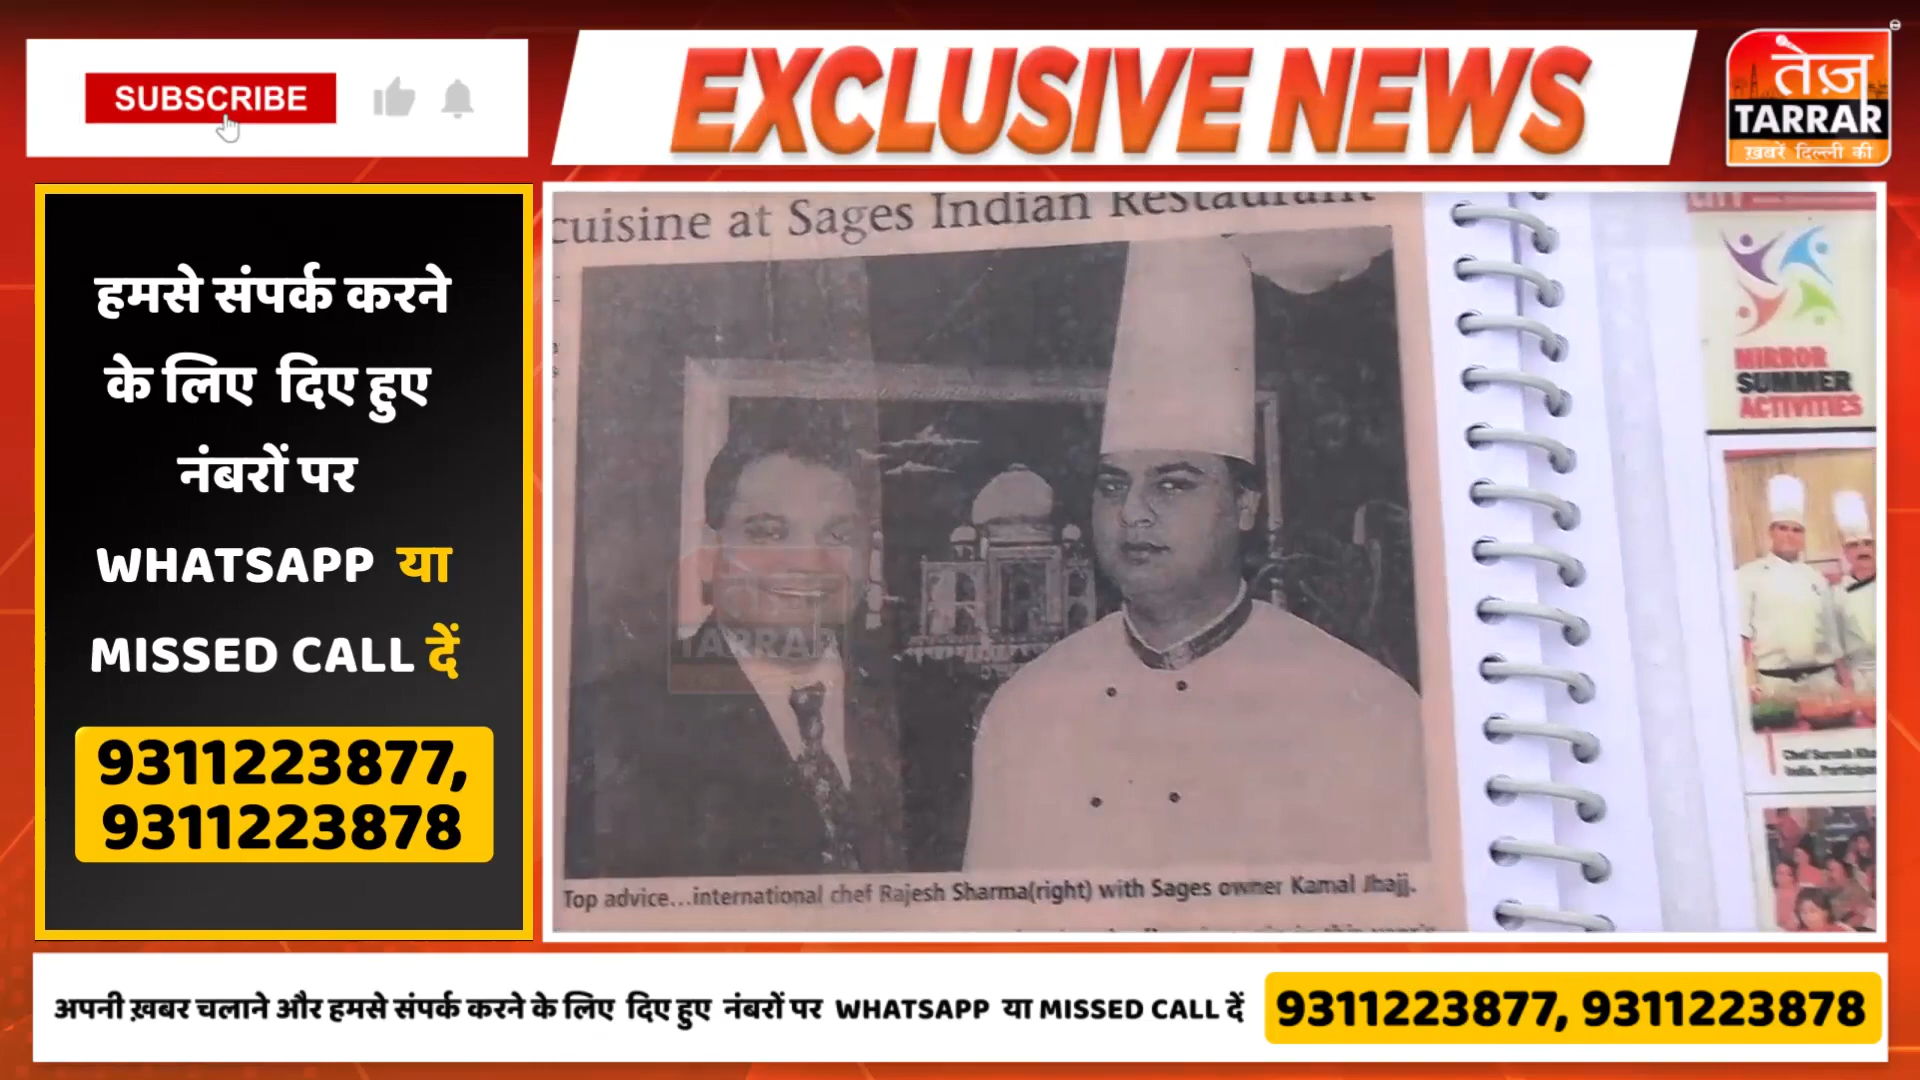 SUBSCRIBE
EXCLUSIVE NEWS
तेज़
TARRAR
ख़बरें दिल्ली की
हमसे संपर्क करने
के लिए दिए हुए
नंबरों पर
WHATSAPP या
MISSED CALL दें
9311223877,
9311223878
cuisine at Sages Indian Restaurant
TARRAR
Top advice...international chef Rajesh Sharma(right) with Sages owner Kamal Jhajj.
MIRROR
SUMMER
ACTIVITIES
अपनी ख़बर चलाने और हमसे संपर्क करने के लिए दिए हुए नंबरों पर WHATSAPP या MISSED CALL दें 9311223877, 9311223878